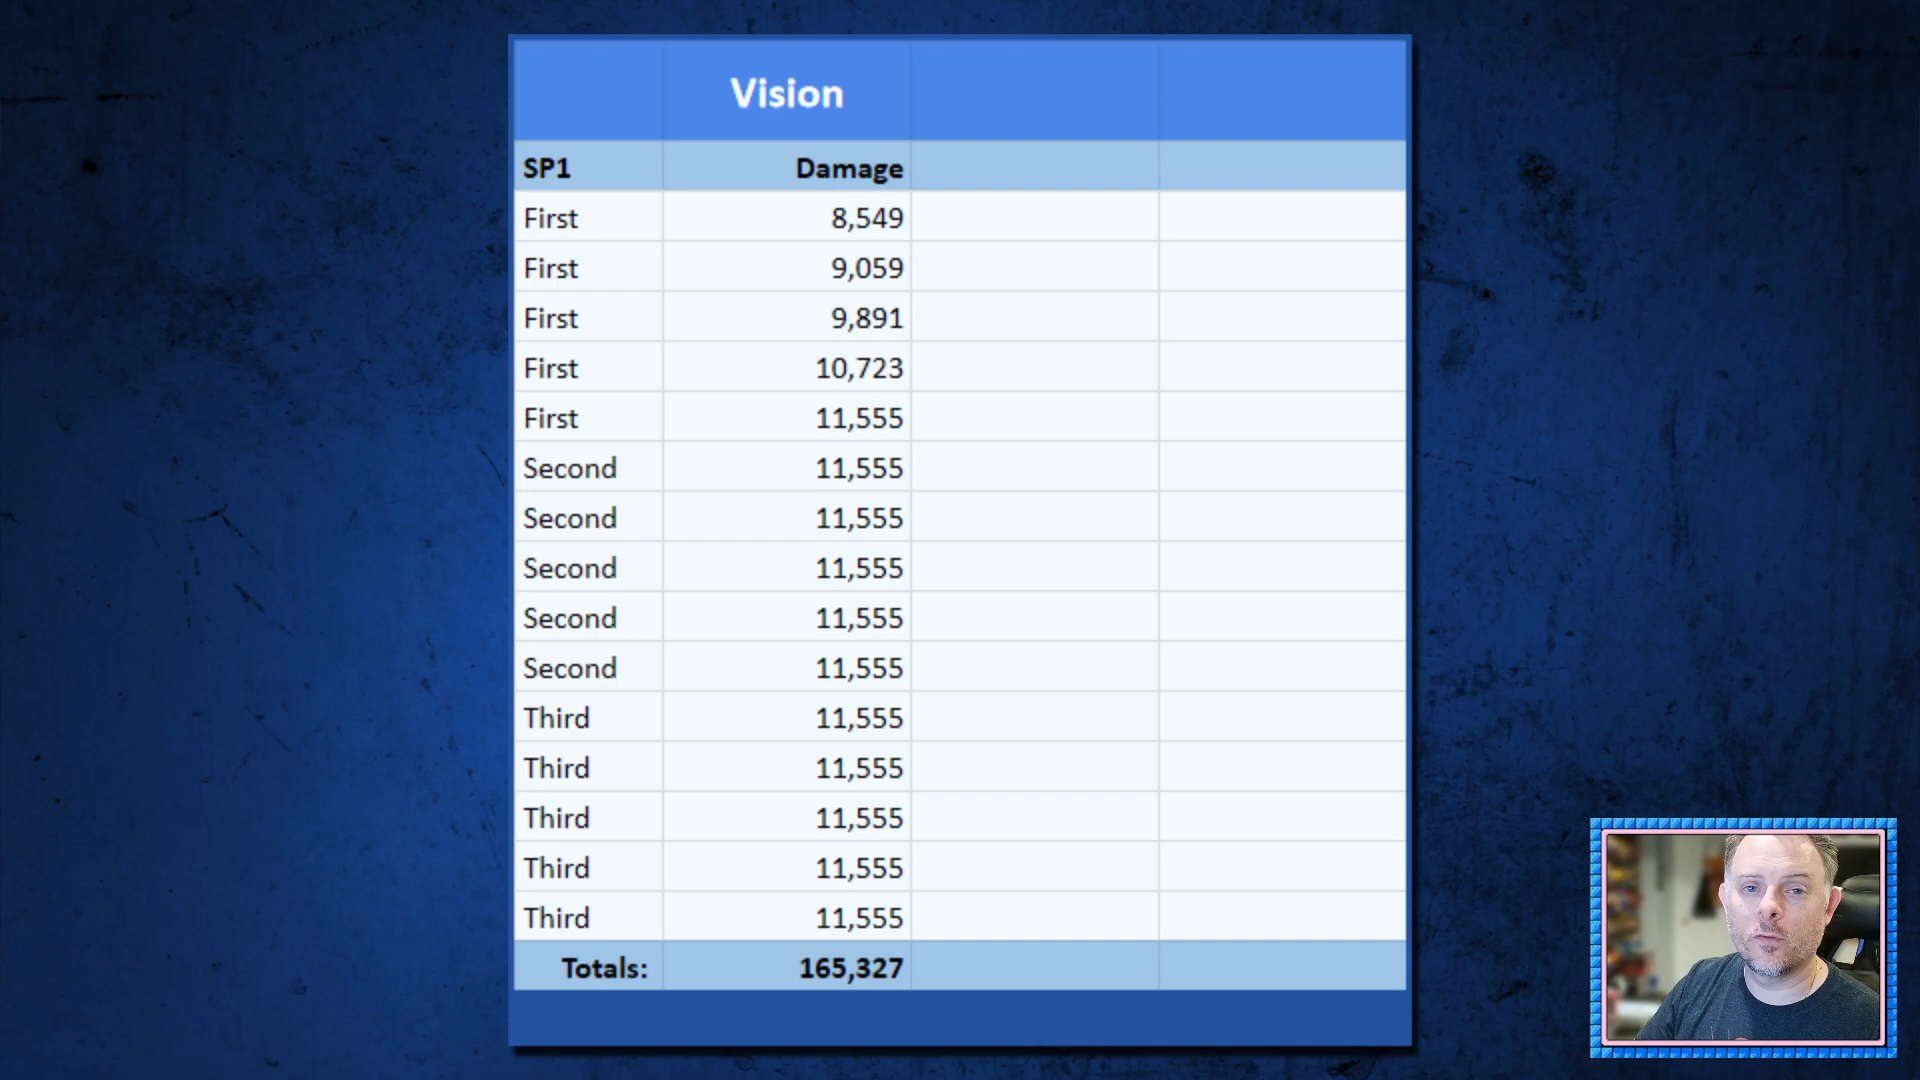 Vision
SP1 Damage
First 8,549
First 9,059
First 9,891
First 10,723
First 11,555
Second 11,555
Second 11,555
Second 11,555
Second 11,555
Second 11,555
Third 11,555
Third 11,555
Third 11,555
Third 11,555
Third 11,555
Totals: 165,327